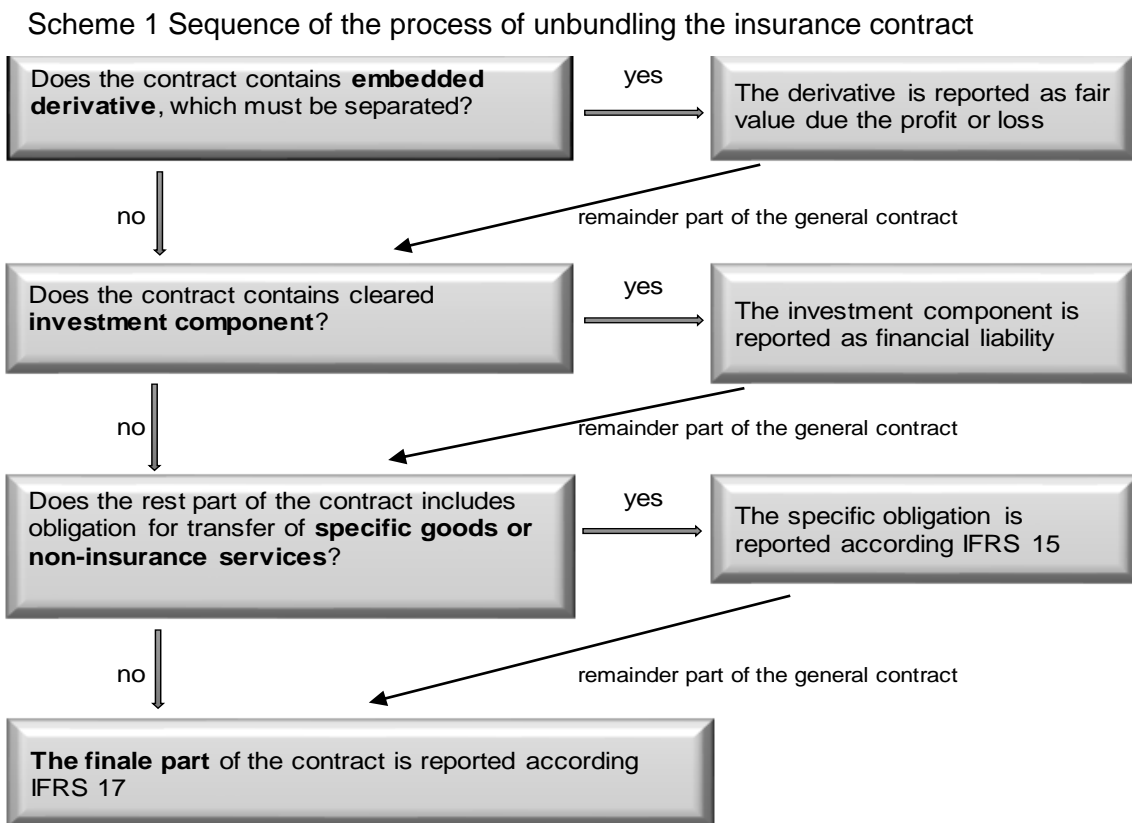 Scheme 1 Sequence of the process of unbundling the insurance contract
Does the contract contains embedded
derivative, which must be separated?
yes
The derivative is reported as fair
value due the profit or loss
no
remainder part of the general contract
Does the contract contains cleared
investment component?
yes
The investment component is
reported as financial liability
no
remainder part of the general contract
Does the rest part of the contract includes
obligation for transfer of specific goods or
non-insurance services?
yes
The specific obligation is
reported according IFRS 15
no
remainder part of the general contract
The finale part of the contract is reported according
IFRS 17